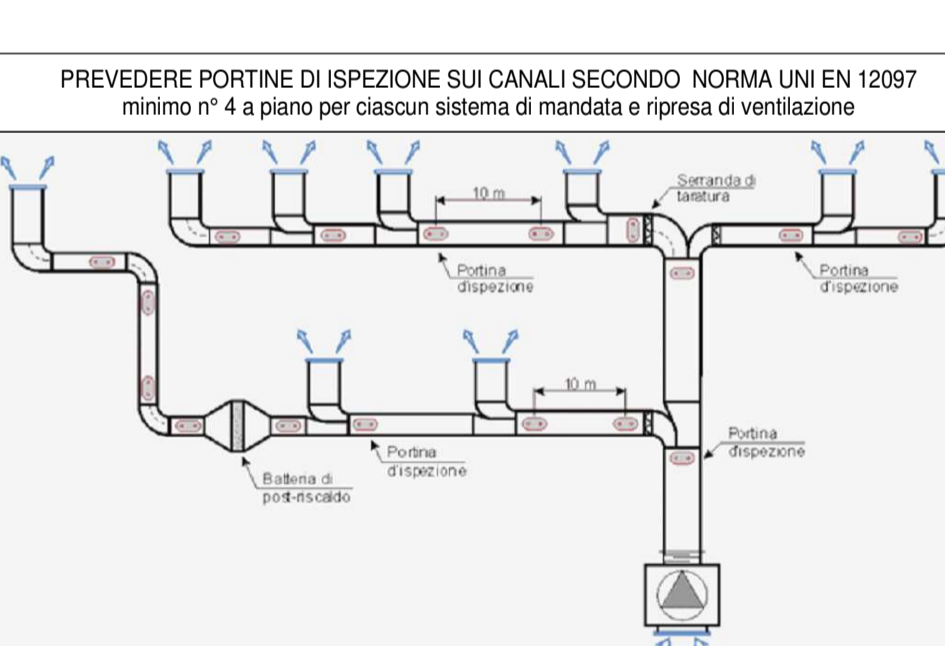 PREVEDERE PORTINE DI ISPEZIONE SUI CANALI SECONDO NORMA UNI EN 12097
minimo n° 4 a piano per ciascun sistema di mandata e ripresa di ventilazione
Serranda di
taratura
10 m
Portina
d'ispezione
Portina
d'ispezione
10 m
Portina
d'ispezione
Portina
d'ispezione
Batteria di
post-riscaldo